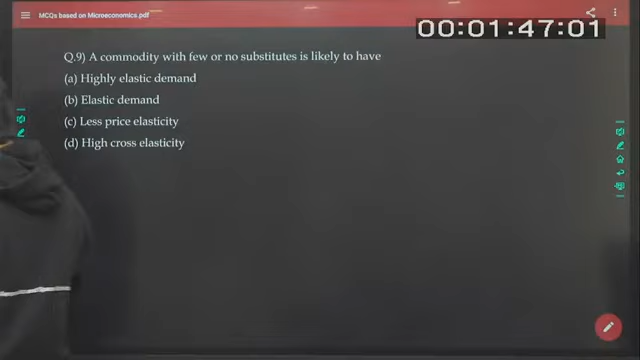 MCQs based on Microeconomics.pdf
00:01:47:01
Q.9) A commodity with few or no substitutes is likely to have
(a) Highly elastic demand
(b) Elastic demand
(c) Less price elasticity
(d) High cross elasticity